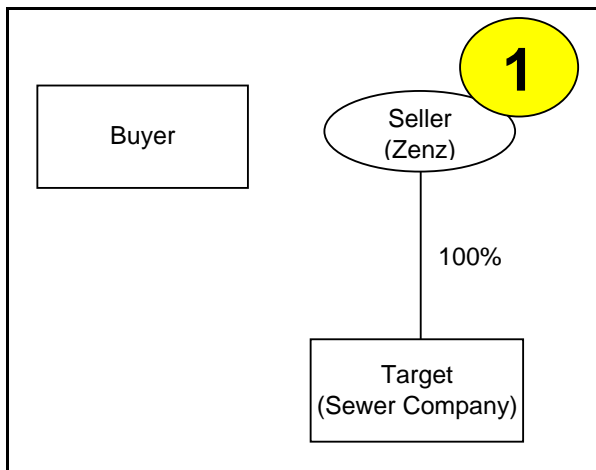 1
Buyer
Seller
(Zenz)
100%
Target
(Sewer Company)